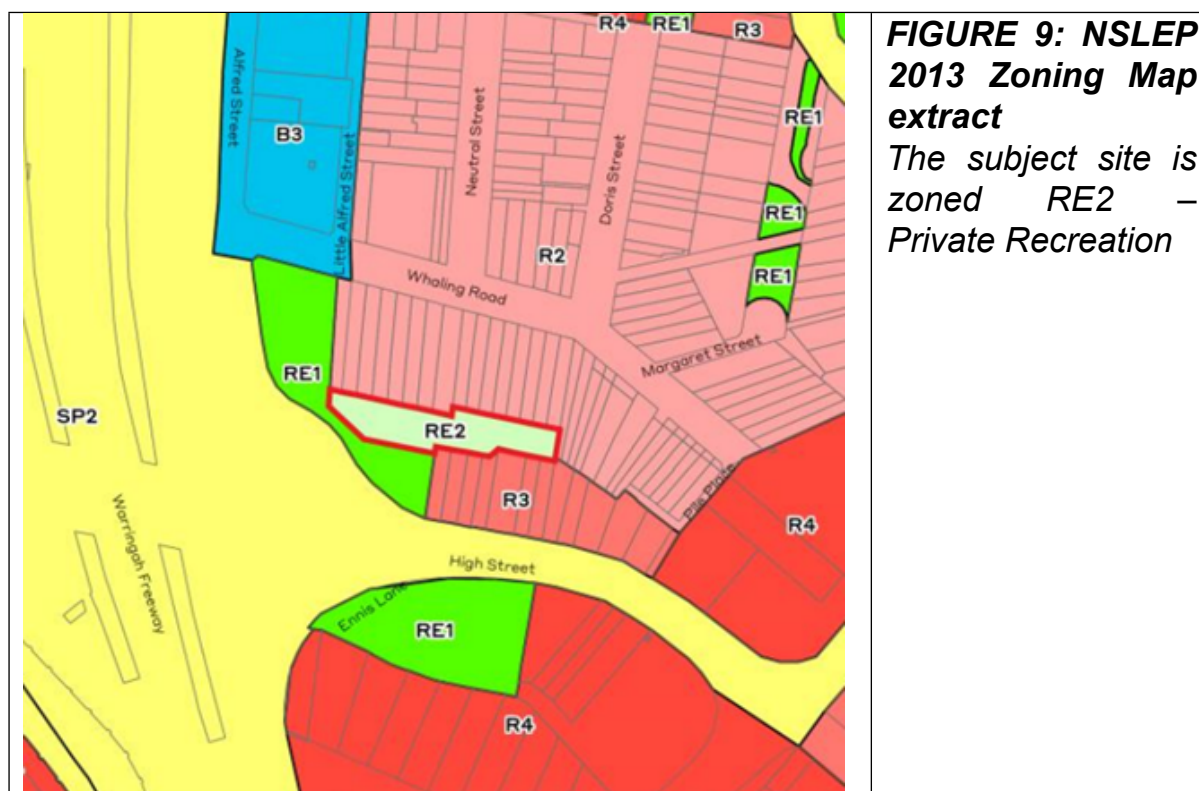 R4
RE1
R3
FIGURE 9: NSLEP
2013 Zoning Map
extract
The subject site is
zoned RE2 –
Private Recreation
Alfred Street
B3
Little Alfred Street
Neutral Street
Doris Street
RE1
RE1
R2
RE1
Whaling Road
Margaret Street
RE1
SP2
RE2
R3
Pile Place
R4
Warringah Freeway
High Street
Ennis Lane
RE1
R4